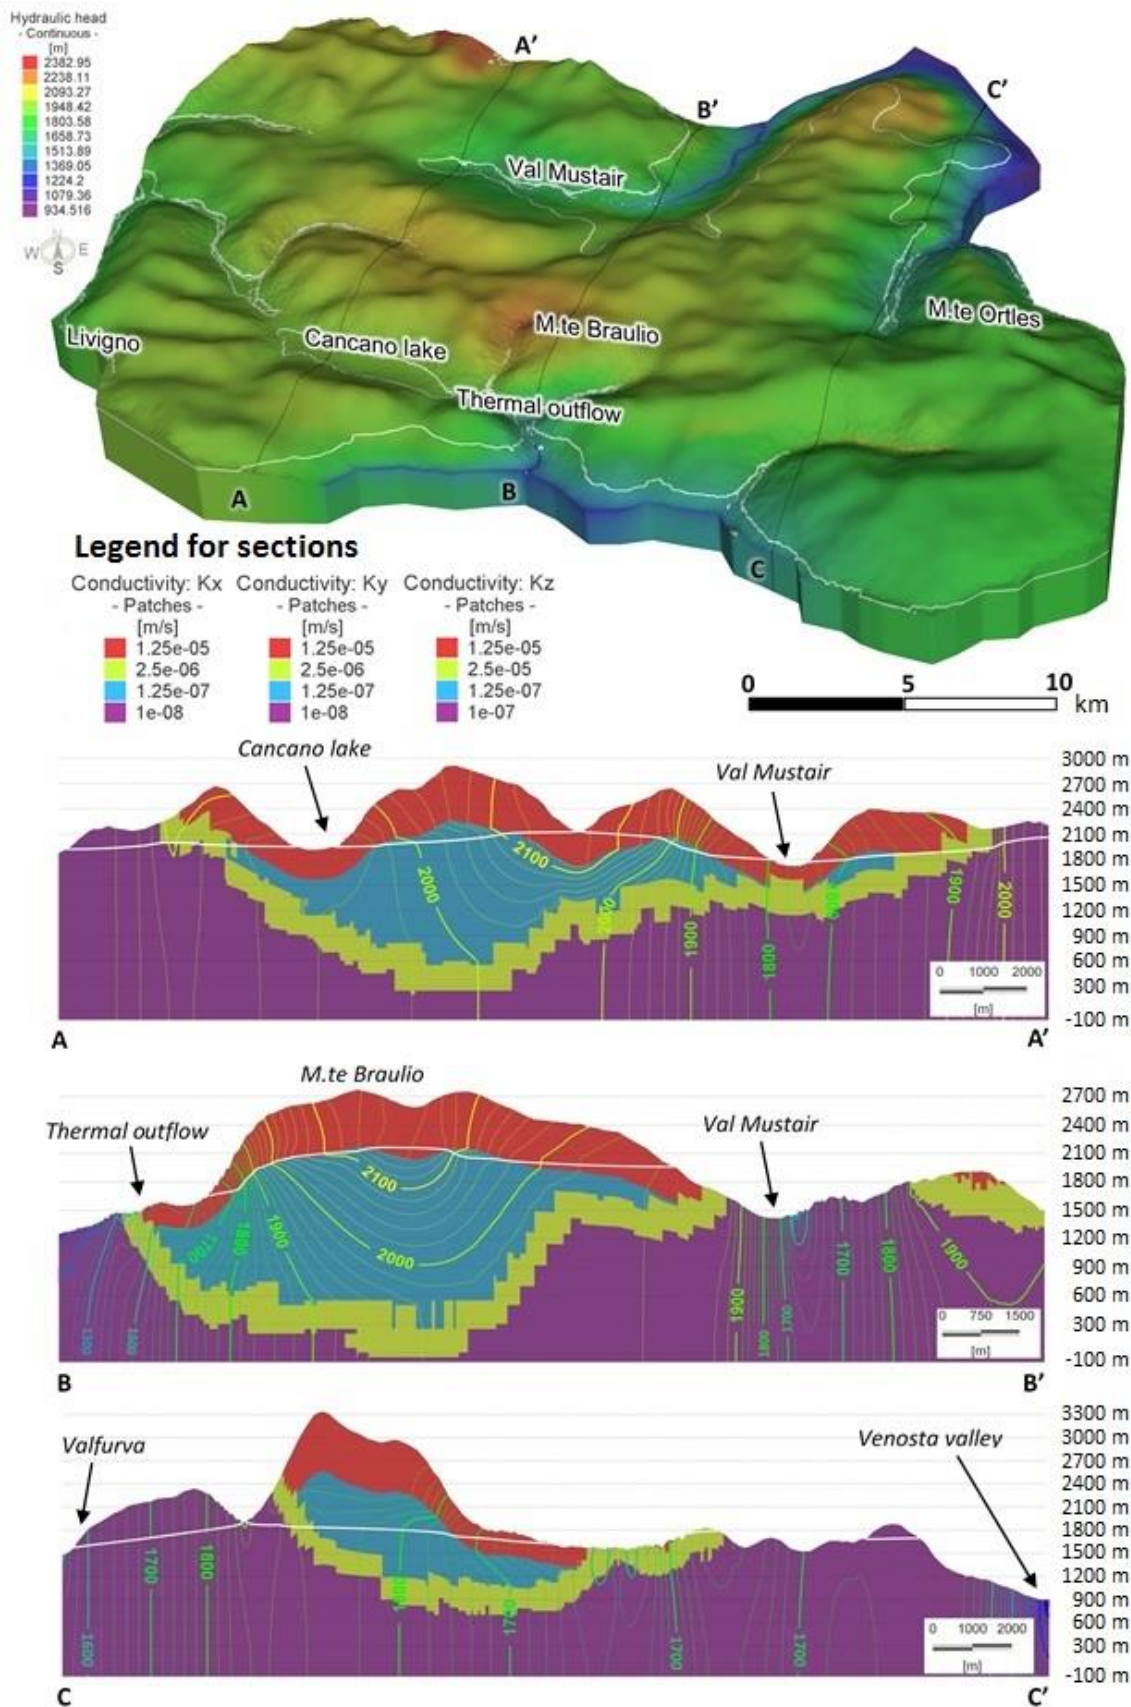 Hydraulic head
- Continuous -
[m]
2382.95
2238.11
2093.27
1948.42
1803.58
1658.73
1513.89
1369.05
1224.2
1079.36
934.516
N
W E
S
A'
B'
C'
Val Mustair
Livigno
Cancano lake
M.te Braulio
M.te Ortles
Thermal outflow
A
B
C
Legend for sections
Conductivity: Kx Conductivity: Ky Conductivity: Kz
- Patches - - Patches - - Patches -
[m/s] [m/s] [m/s]
1.25e-05 1.25e-05 1.25e-05
2.5e-06 2.5e-06 2.5e-05
1.25e-07 1.25e-07 1.25e-07
1e-08 1e-08 1e-07
0 5 10 km
Cancano lake
Val Mustair
3000 m
2700 m
2400 m
2100 m
1800 m
1500 m
1200 m
900 m
600 m
300 m
-100 m
2100
2000
1900
1800
1900
2000
0 1000 2000
[m]
A A'
M.te Braulio
Thermal outflow
Val Mustair
2700 m
2400 m
2100 m
1800 m
1500 m
1200 m
900 m
600 m
300 m
-100 m
2100
1700
1800
1900
2000
1700
1800
1900
1700
0 750 1500
[m]
B B'
Valfurva
Venosta valley
3300 m
3000 m
2700 m
2400 m
2100 m
1800 m
1500 m
1200 m
900 m
600 m
300 m
-100 m
1600
1700
1800
1700
1700
0 1000 2000
[m]
C C'